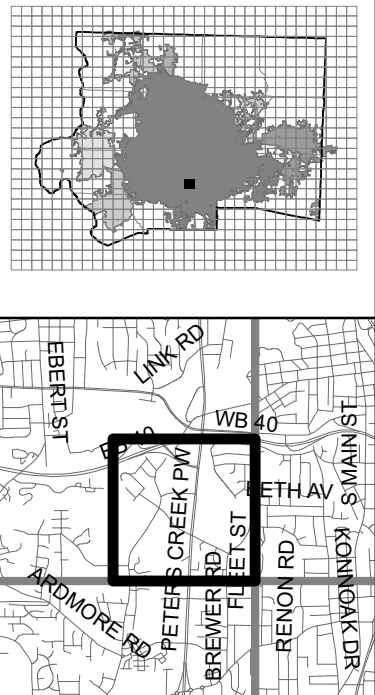 LINK RD
EBERT ST
WB 40
EB 40
S MAIN ST
PETERS CREEK PW
BETH AV
FLEET ST
BREWER RD
RENON RD
KONNOAK DR
ARDMORE RD